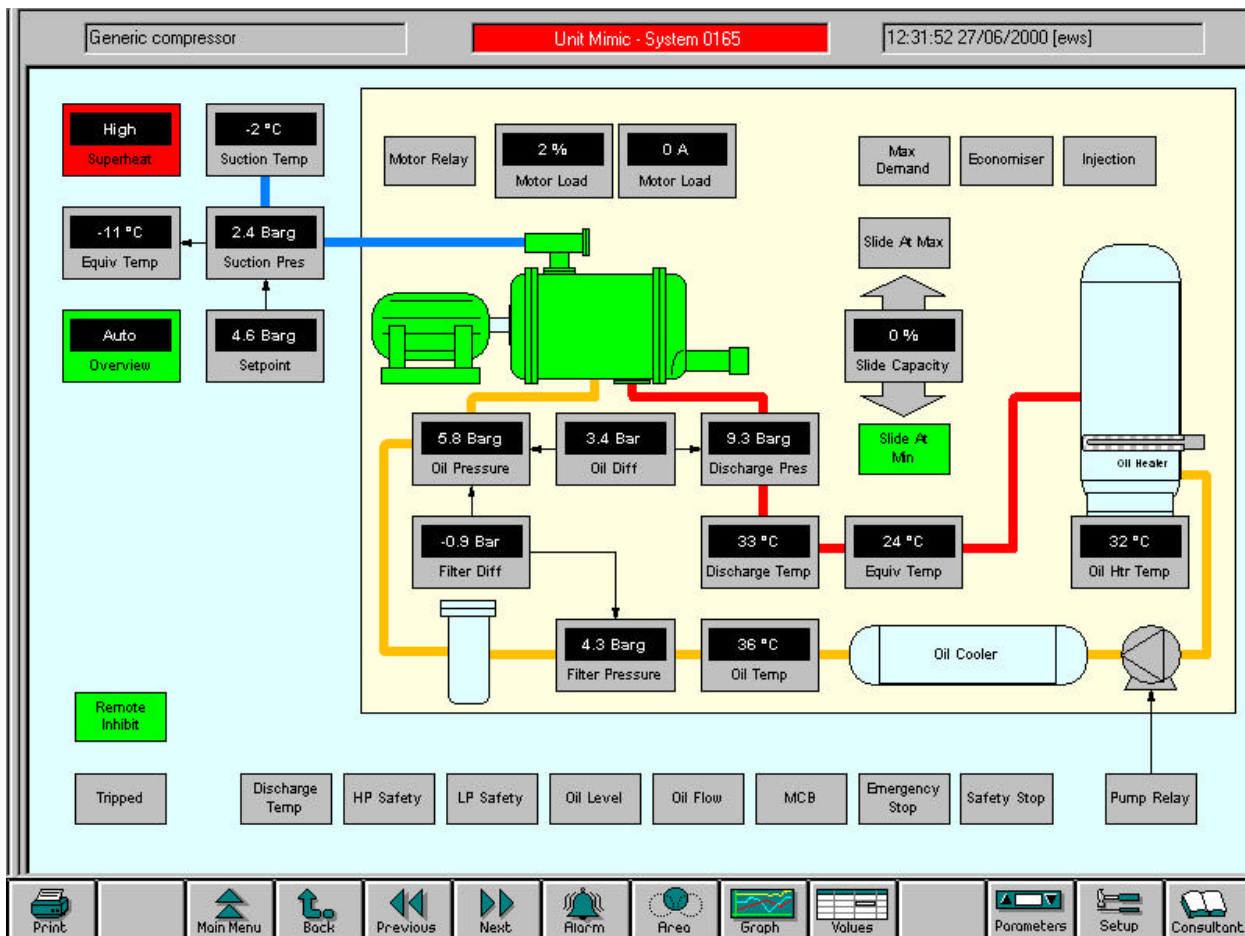 Generic compressor
Unit Mimic - System 0165
12:31:52 27/06/2000 [ews]
High
Superheat
-2 °C
Suction Temp
Motor Relay
2 %
Motor Load
0 A
Motor Load
Max
Demand
Economiser
Injection
-11 °C
Equiv Temp
2.4 Barg
Suction Pres
Slide At Max
Auto
Overview
4.6 Barg
Setpoint
0 %
Slide Capacity
5.8 Barg
Oil Pressure
3.4 Bar
Oil Diff
9.3 Barg
Discharge Pres
Slide At
Min
Oil Heater
-0.9 Bar
Filter Diff
33 °C
Discharge Temp
24 °C
Equiv Temp
32 °C
Oil Htr Temp
4.3 Barg
Filter Pressure
36 °C
Oil Temp
Oil Cooler
Remote
Inhibit
Tripped
Discharge
Temp
HP Safety
LP Safety
Oil Level
Oil Flow
MCB
Emergency
Stop
Safety Stop
Pump Relay
Print
Main Menu
Back
Previous
Next
Alarm
Area
Graph
Values
Parameters
Setup
Consultant